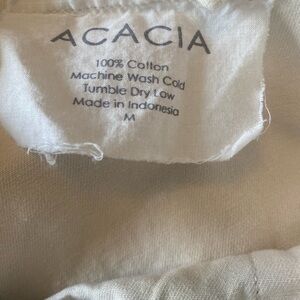 ACACIA
100% Cotton
Machine Wash Cold
Tumble Dry Low
Made in Indonesia
M